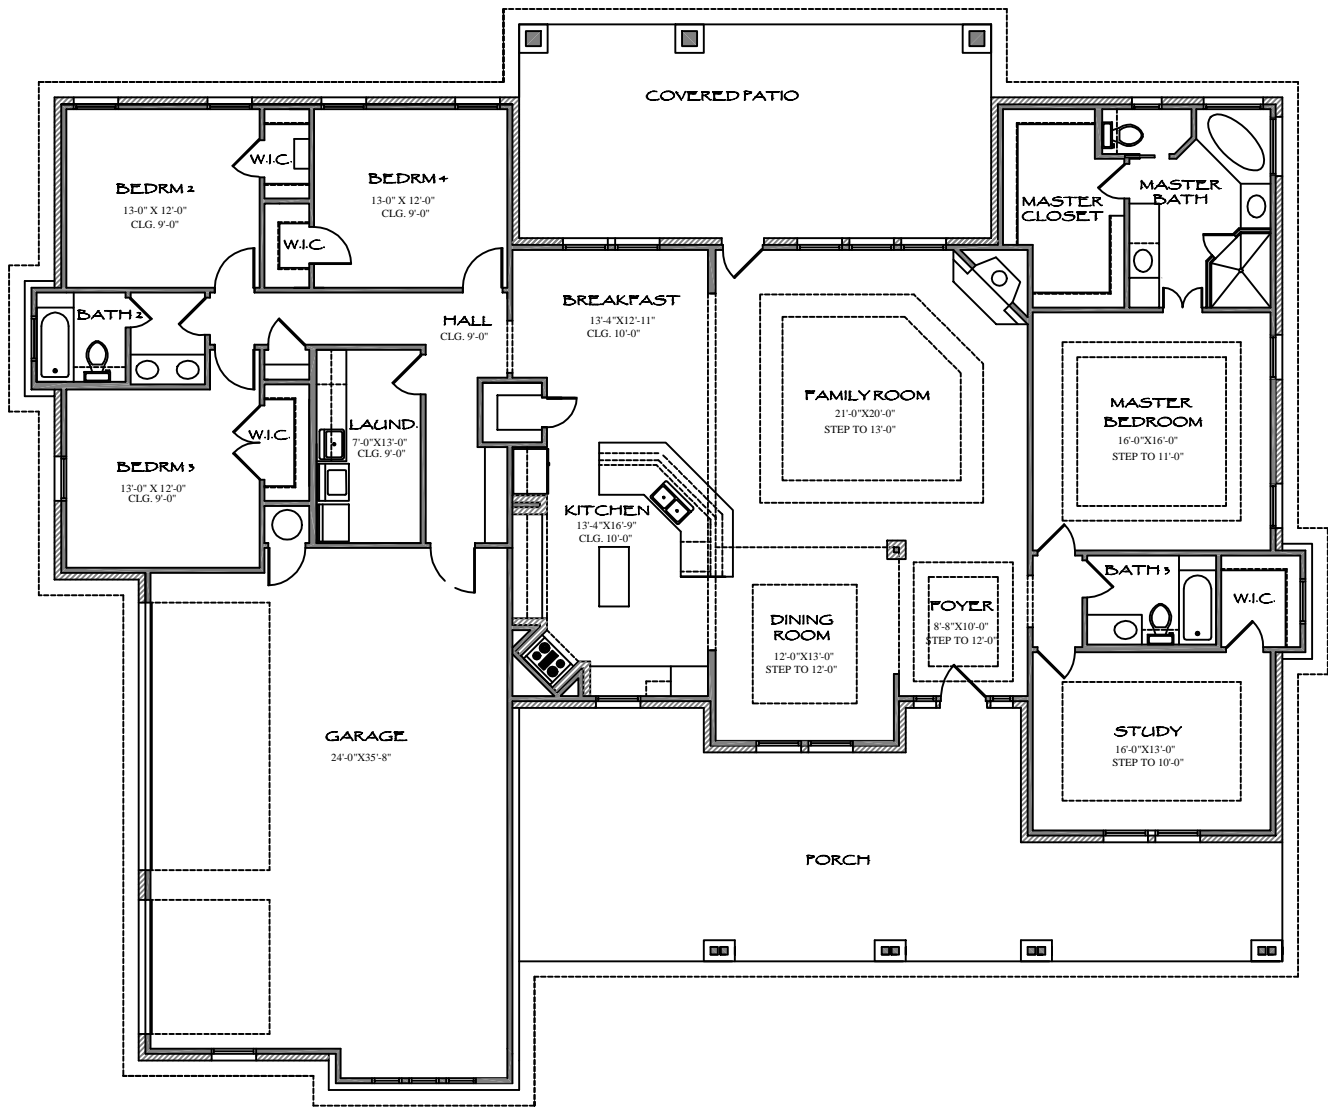 COVERED PATIO
BEDRM 2
13-0" X 12'-0"
CLG. 9'-0"
W.I.C.
BEDRM 4
13-0" X 12'-0"
CLG. 9'-0"
W.I.C.
MASTER
CLOSET
MASTER
BATH
BATH 2
HALL
CLG. 9'-0"
BREAKFAST
13'-4"X12'-11"
CLG. 10'-0"
FAMILY ROOM
21'-0"X20'-0"
STEP TO 13'-0"
MASTER
BEDROOM
16'-0"X16'-0"
STEP TO 11'-0"
LAUND.
7'-0"X13'-0"
CLG. 9'-0"
W.I.C.
BEDRM 3
13'-0" X 12'-0"
CLG. 9'-0"
KITCHEN
13'-4"X16'-9"
CLG. 10'-0"
BATH 3
W.I.C.
DINING
ROOM
12'-0"X13'-0"
STEP TO 12'-0"
FOYER
8'-8"X10'-0"
STEP TO 12'-0"
GARAGE
24'-0"X35'-8"
STUDY
16'-0"X13'-0"
STEP TO 10'-0"
PORCH